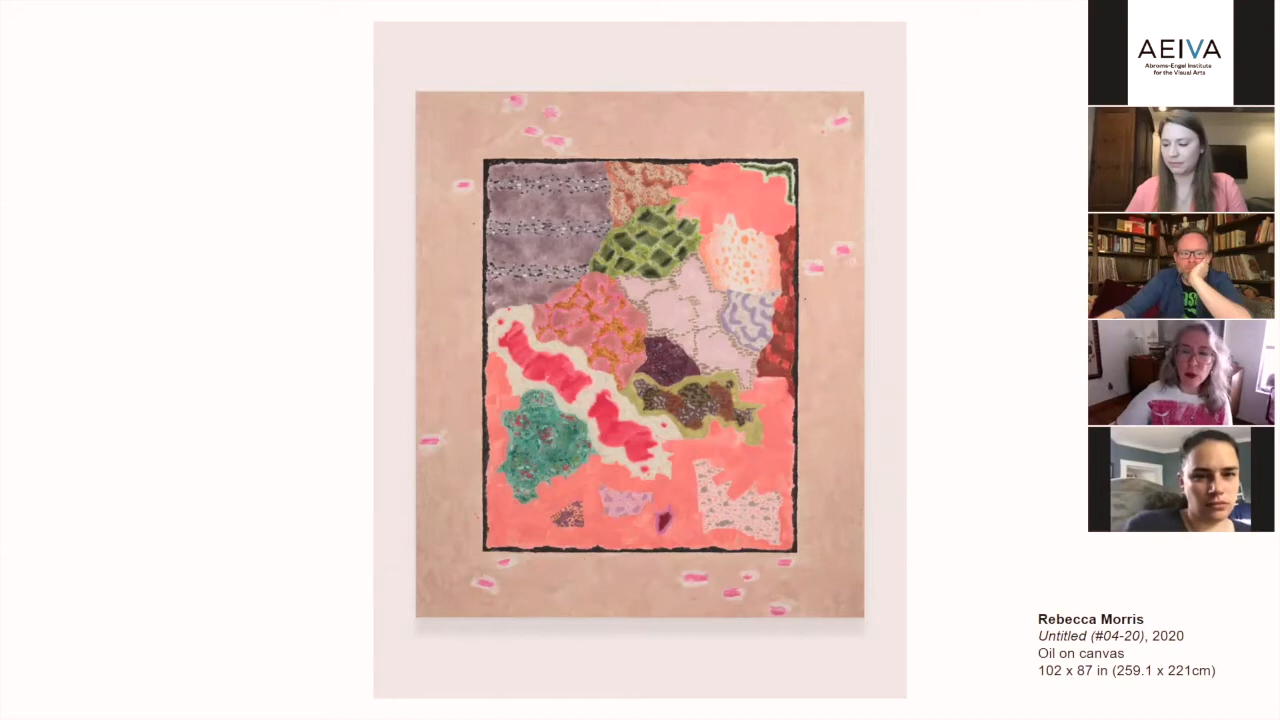 AEIVA
Abroms-Engel Institute
for the Visual Arts
Rebecca Morris
Untitled (#04-20), 2020
Oil on canvas
102 x 87 in (259.1 x 221cm)